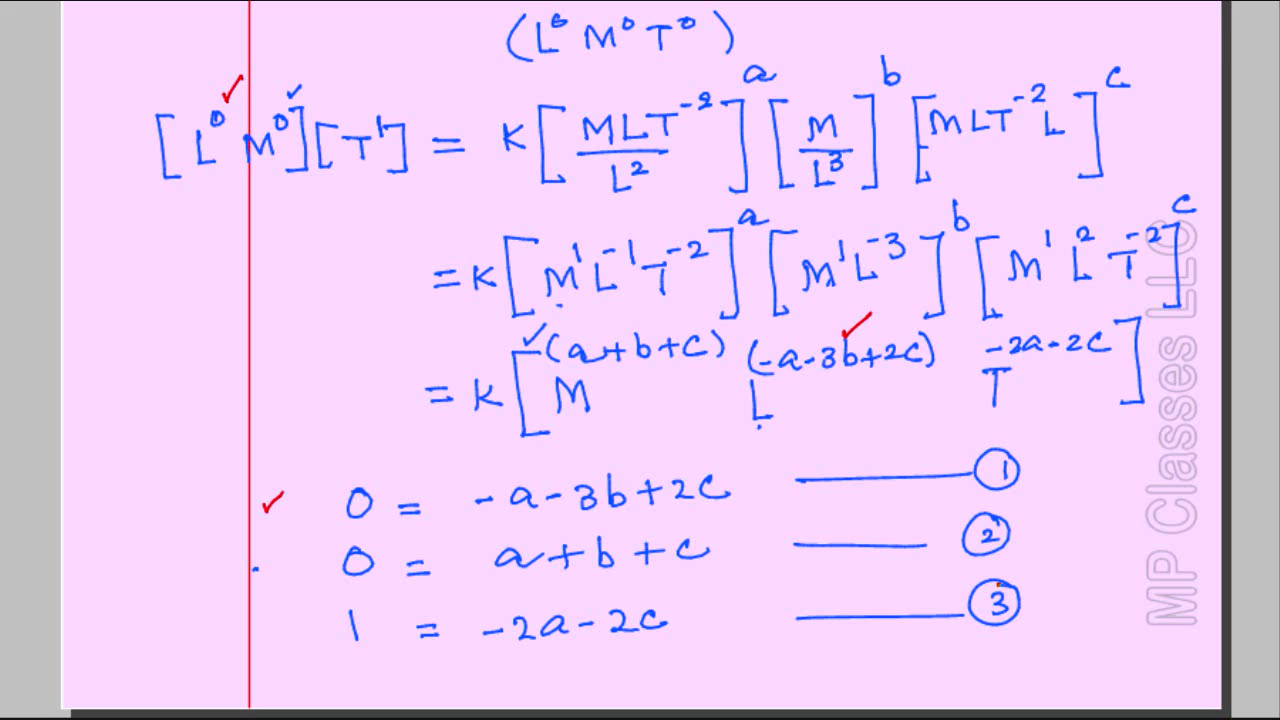 (L⁰ M⁰ T⁰)
[L⁰ M⁰] [T¹] = K [MLT⁻²/L²]ᵃ [M/L³]ᵇ [MLT⁻² L]ᶜ
= K [M¹ L⁻¹ T⁻²]ᵃ [M¹ L⁻³]ᵇ [M¹ L² T⁻²]ᶜ
= K [M^(a+b+c) L^(-a-3b+2c) T^-2a-2c]
0 = -a-3b+2c ——— ①
0 = a+b+c ——— ②
1 = -2a-2c ——— ③
MP Classes LLC